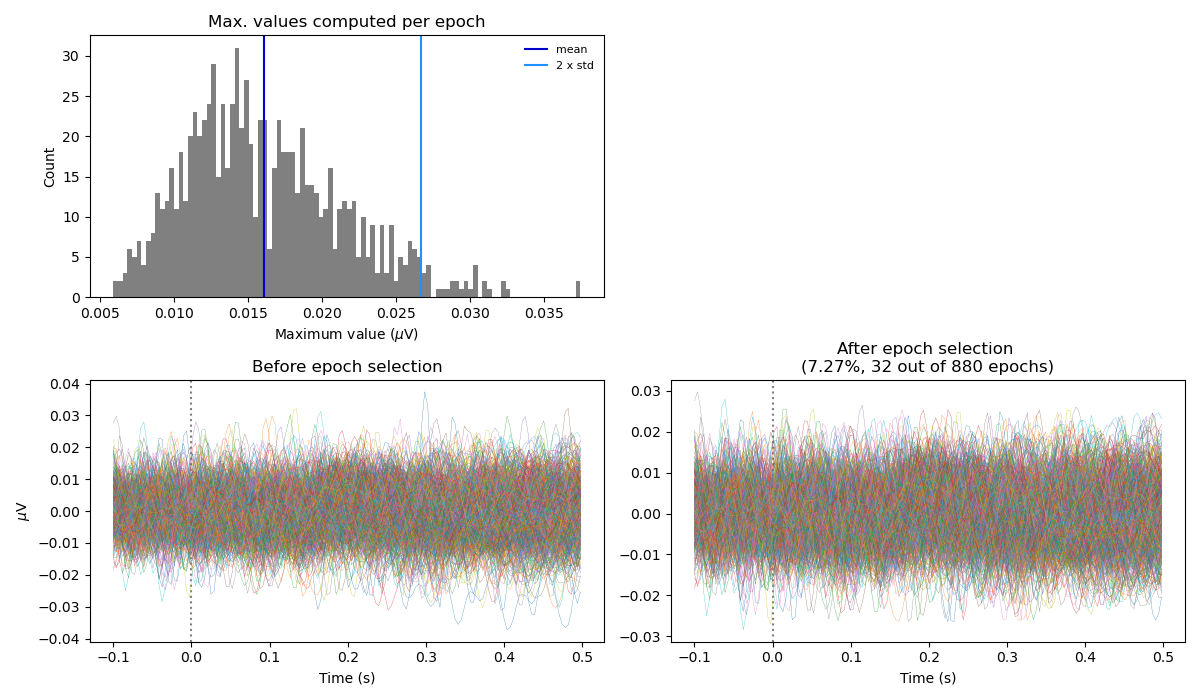 Max. values computed per epoch
30
25
20
15
10
5
0
Count
mean
2 x std
0.005 0.010 0.015 0.020 0.025 0.030 0.035
Maximum value (μV)
Before epoch selection
0.04
0.03
0.02
0.01
0.00
−0.01
−0.02
−0.03
−0.04
μV
−0.1 0.0 0.1 0.2 0.3 0.4 0.5
Time (s)
After epoch selection
(7.27%, 32 out of 880 epochs)
0.03
0.02
0.01
0.00
−0.01
−0.02
−0.03
−0.1 0.0 0.1 0.2 0.3 0.4 0.5
Time (s)